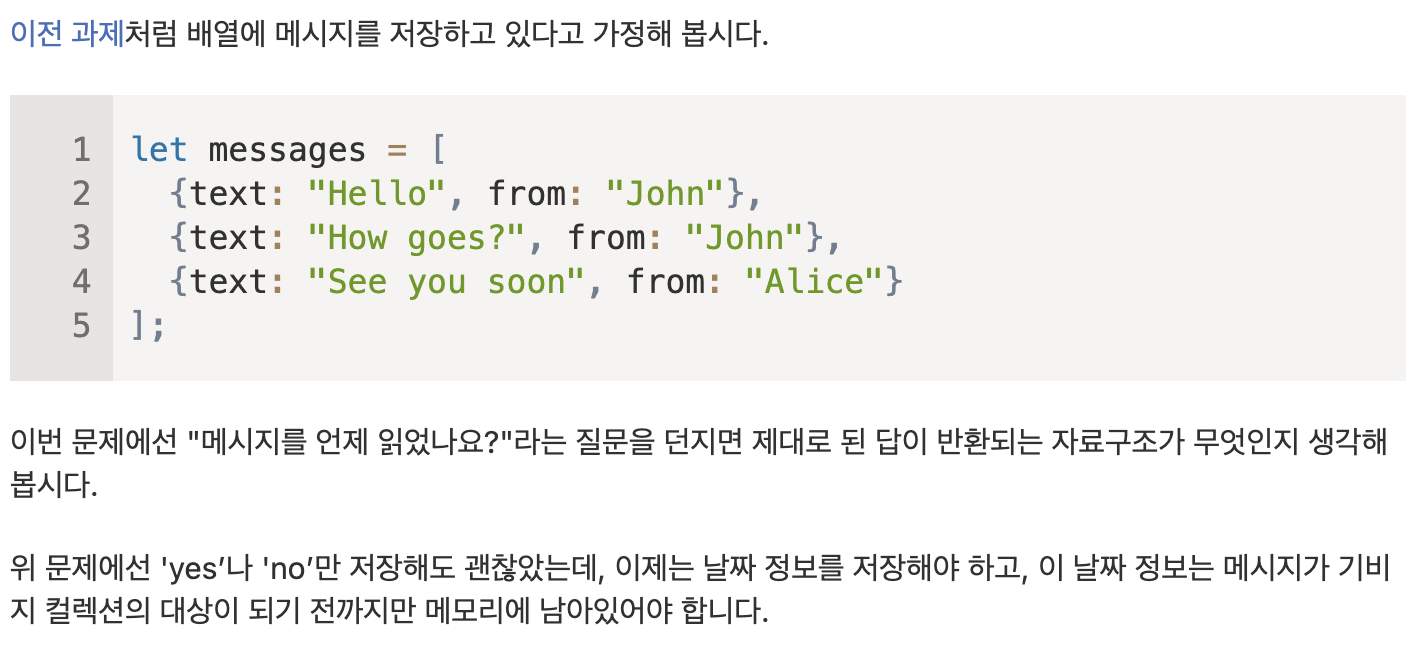 이전 과제처럼 배열에 메시지를 저장하고 있다고 가정해 봅시다.
1 let messages = [
2   {text: "Hello", from: "John"},
3   {text: "How goes?", from: "John"},
4   {text: "See you soon", from: "Alice"}
5 ];
이번 문제에선 "메시지를 언제 읽었나요?"라는 질문을 던지면 제대로 된 답이 반환되는 자료구조가 무엇인지 생각해
봅시다.
위 문제에선 'yes’나 'no’만 저장해도 괜찮았는데, 이제는 날짜 정보를 저장해야 하고, 이 날짜 정보는 메시지가 기비
지 컬렉션의 대상이 되기 전까지만 메모리에 남아있어야 합니다.